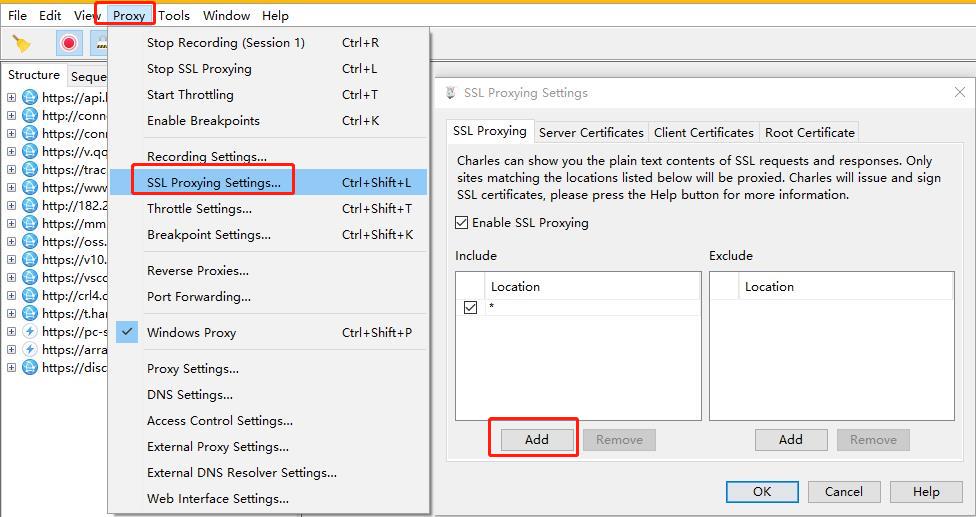 File Edit View Proxy Tools Window Help
Structure
https://api.
http://conne
https://conn
https://v.qq
https://trac
https://www
http://182.2
https://mm
https://oss.
https://v10.
https://vsco
http://crl4.c
https://t.har
https://pc-s
https://arra
https://disc
Stop Recording (Session 1) Ctrl+R
Stop SSL Proxying Ctrl+L
Start Throttling Ctrl+T
Enable Breakpoints Ctrl+K
Recording Settings...
SSL Proxying Settings... Ctrl+Shift+L
Throttle Settings... Ctrl+Shift+T
Breakpoint Settings... Ctrl+Shift+K
Reverse Proxies...
Port Forwarding...
Windows Proxy Ctrl+Shift+P
Proxy Settings...
DNS Settings...
Access Control Settings...
External Proxy Settings...
External DNS Resolver Settings...
Web Interface Settings...
SSL Proxying Settings
SSL Proxying Server Certificates Client Certificates Root Certificate
Charles can show you the plain text contents of SSL requests and responses. Only
sites matching the locations listed below will be proxied. Charles will issue and sign
SSL certificates, please press the Help button for more information.
Enable SSL Proxying
Include Exclude
Location Location
*
Add Remove Add Remove
OK Cancel Help